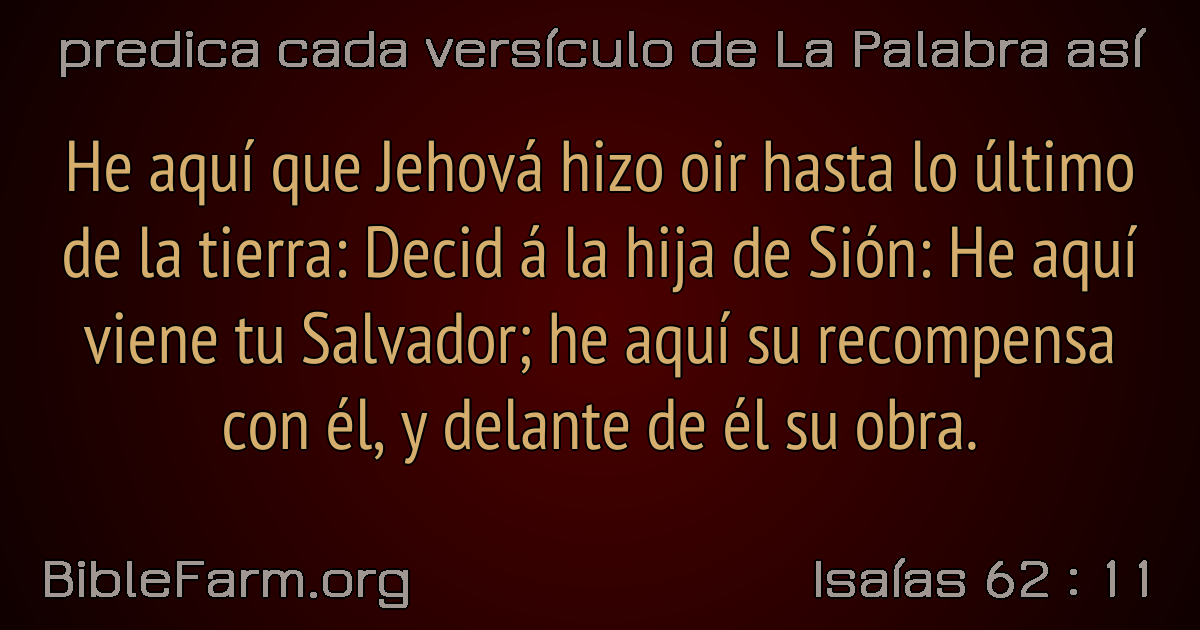 predica cada versículo de La Palabra así
He aquí que Jehová hizo oir hasta lo último
de la tierra: Decid á la hija de Sión: He aquí
viene tu Salvador; he aquí su recompensa
con él, y delante de él su obra.
BibleFarm.org
Isaías 62 : 11